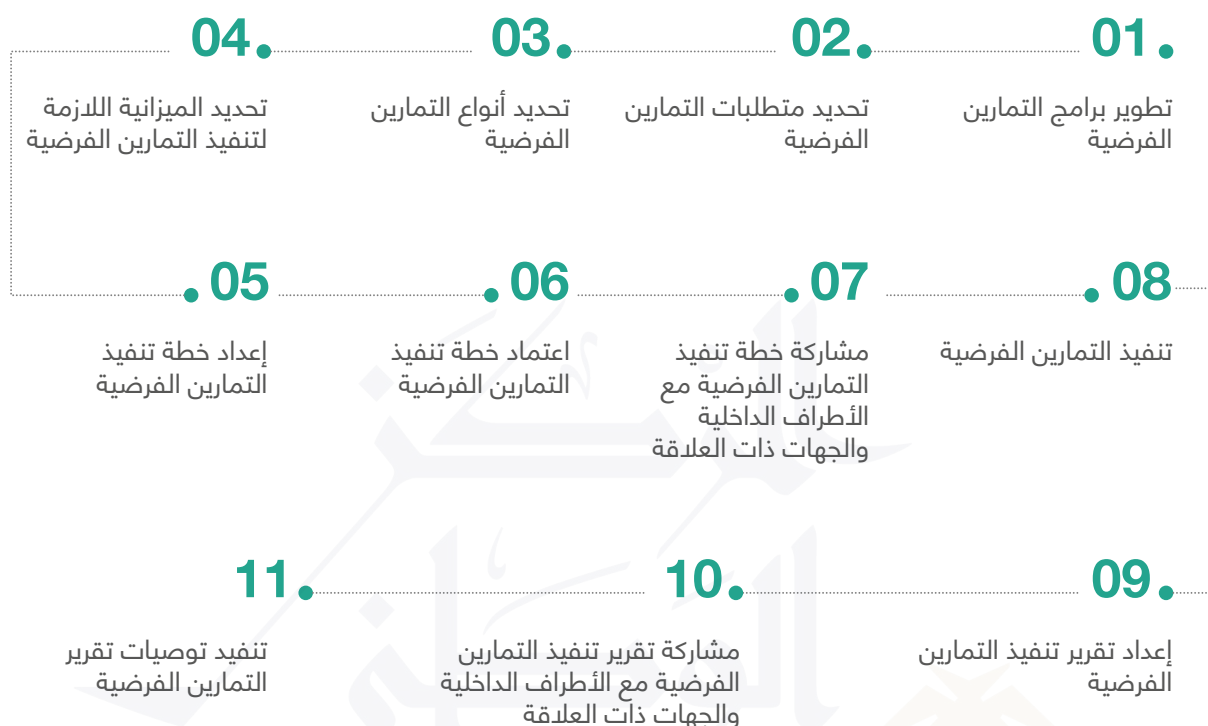 01.
تطوير برامج التمارين
الفرضية
02.
تحديد متطلبات التمارين
الفرضية
03.
تحديد أنواع التمارين
الفرضية
04.
تحديد الميزانية اللازمة
لتنفيذ التمارين الفرضية
05.
إعداد خطة تنفيذ
التمارين الفرضية
06.
اعتماد خطة تنفيذ
التمارين الفرضية
07.
مشاركة خطة تنفيذ
التمارين الفرضية مع
الأطراف الداخلية
والجهات ذات العلاقة
08.
تنفيذ التمارين الفرضية
09.
إعداد تقرير تنفيذ التمارين
الفرضية
10.
مشاركة تقرير تنفيذ التمارين
الفرضية مع الأطراف الداخلية
والجهات ذات العلاقة
11.
تنفيد توصيات تقرير
التمارين الفرضية